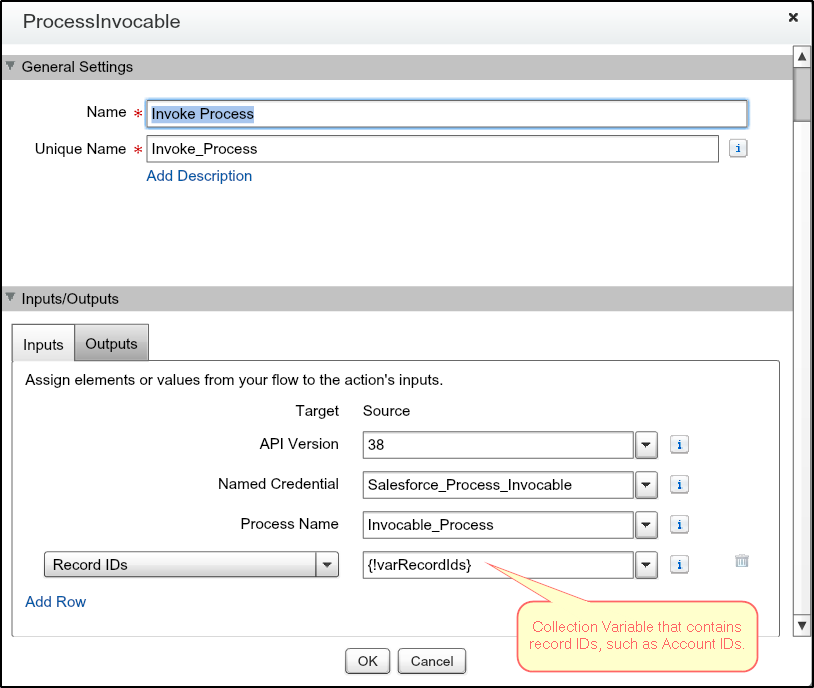 ProcessInvocable
General Settings
Name * Invoke Process
Unique Name * Invoke_Process
Add Description
Inputs/Outputs
Inputs Outputs
Assign elements or values from your flow to the action's inputs.
Target Source
API Version 38
Named Credential Salesforce_Process_Invocable
Process Name Invocable_Process
Record IDs {!varRecordIds}
Add Row
Collection Variable that contains
record IDs, such as Account IDs.
OK Cancel